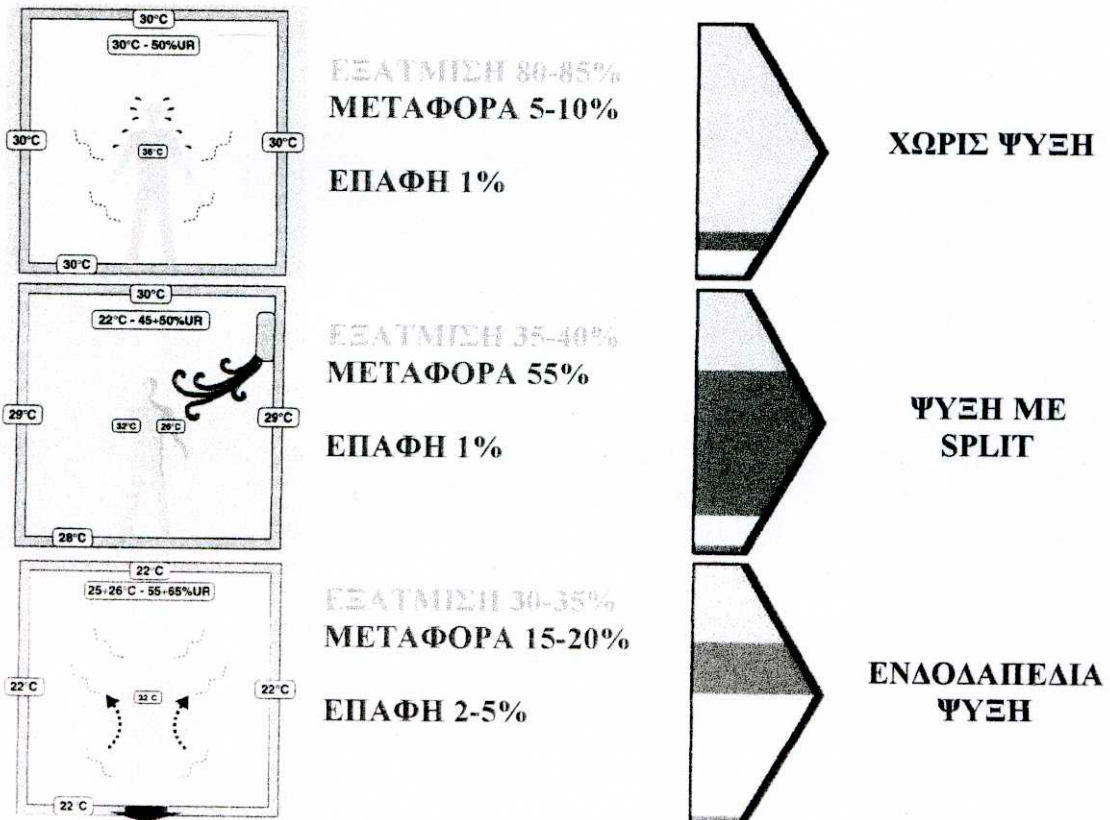 30°C
30°C - 50%UR
30°C
36°C
30°C
30°C
ΕΞΑΤΜΙΣΗ 80-85%
ΜΕΤΑΦΟΡΑ 5-10%
ΕΠΑΦΗ 1%
ΧΩΡΙΣ ΨΥΞΗ
30°C
22°C - 45÷50%UR
29°C
32°C
26°C
29°C
28°C
ΕΞΑΤΜΙΣΗ 35-40%
ΜΕΤΑΦΟΡΑ 55%
ΕΠΑΦΗ 1%
ΨΥΞΗ ΜΕ
SPLIT
22°C
25÷26°C - 55÷65%UR
22°C
32°C
22°C
22°C
ΕΞΑΤΜΙΣΗ 30-35%
ΜΕΤΑΦΟΡΑ 15-20%
ΕΠΑΦΗ 2-5%
ΕΝΔΟΔΑΠΕΔΙΑ
ΨΥΞΗ